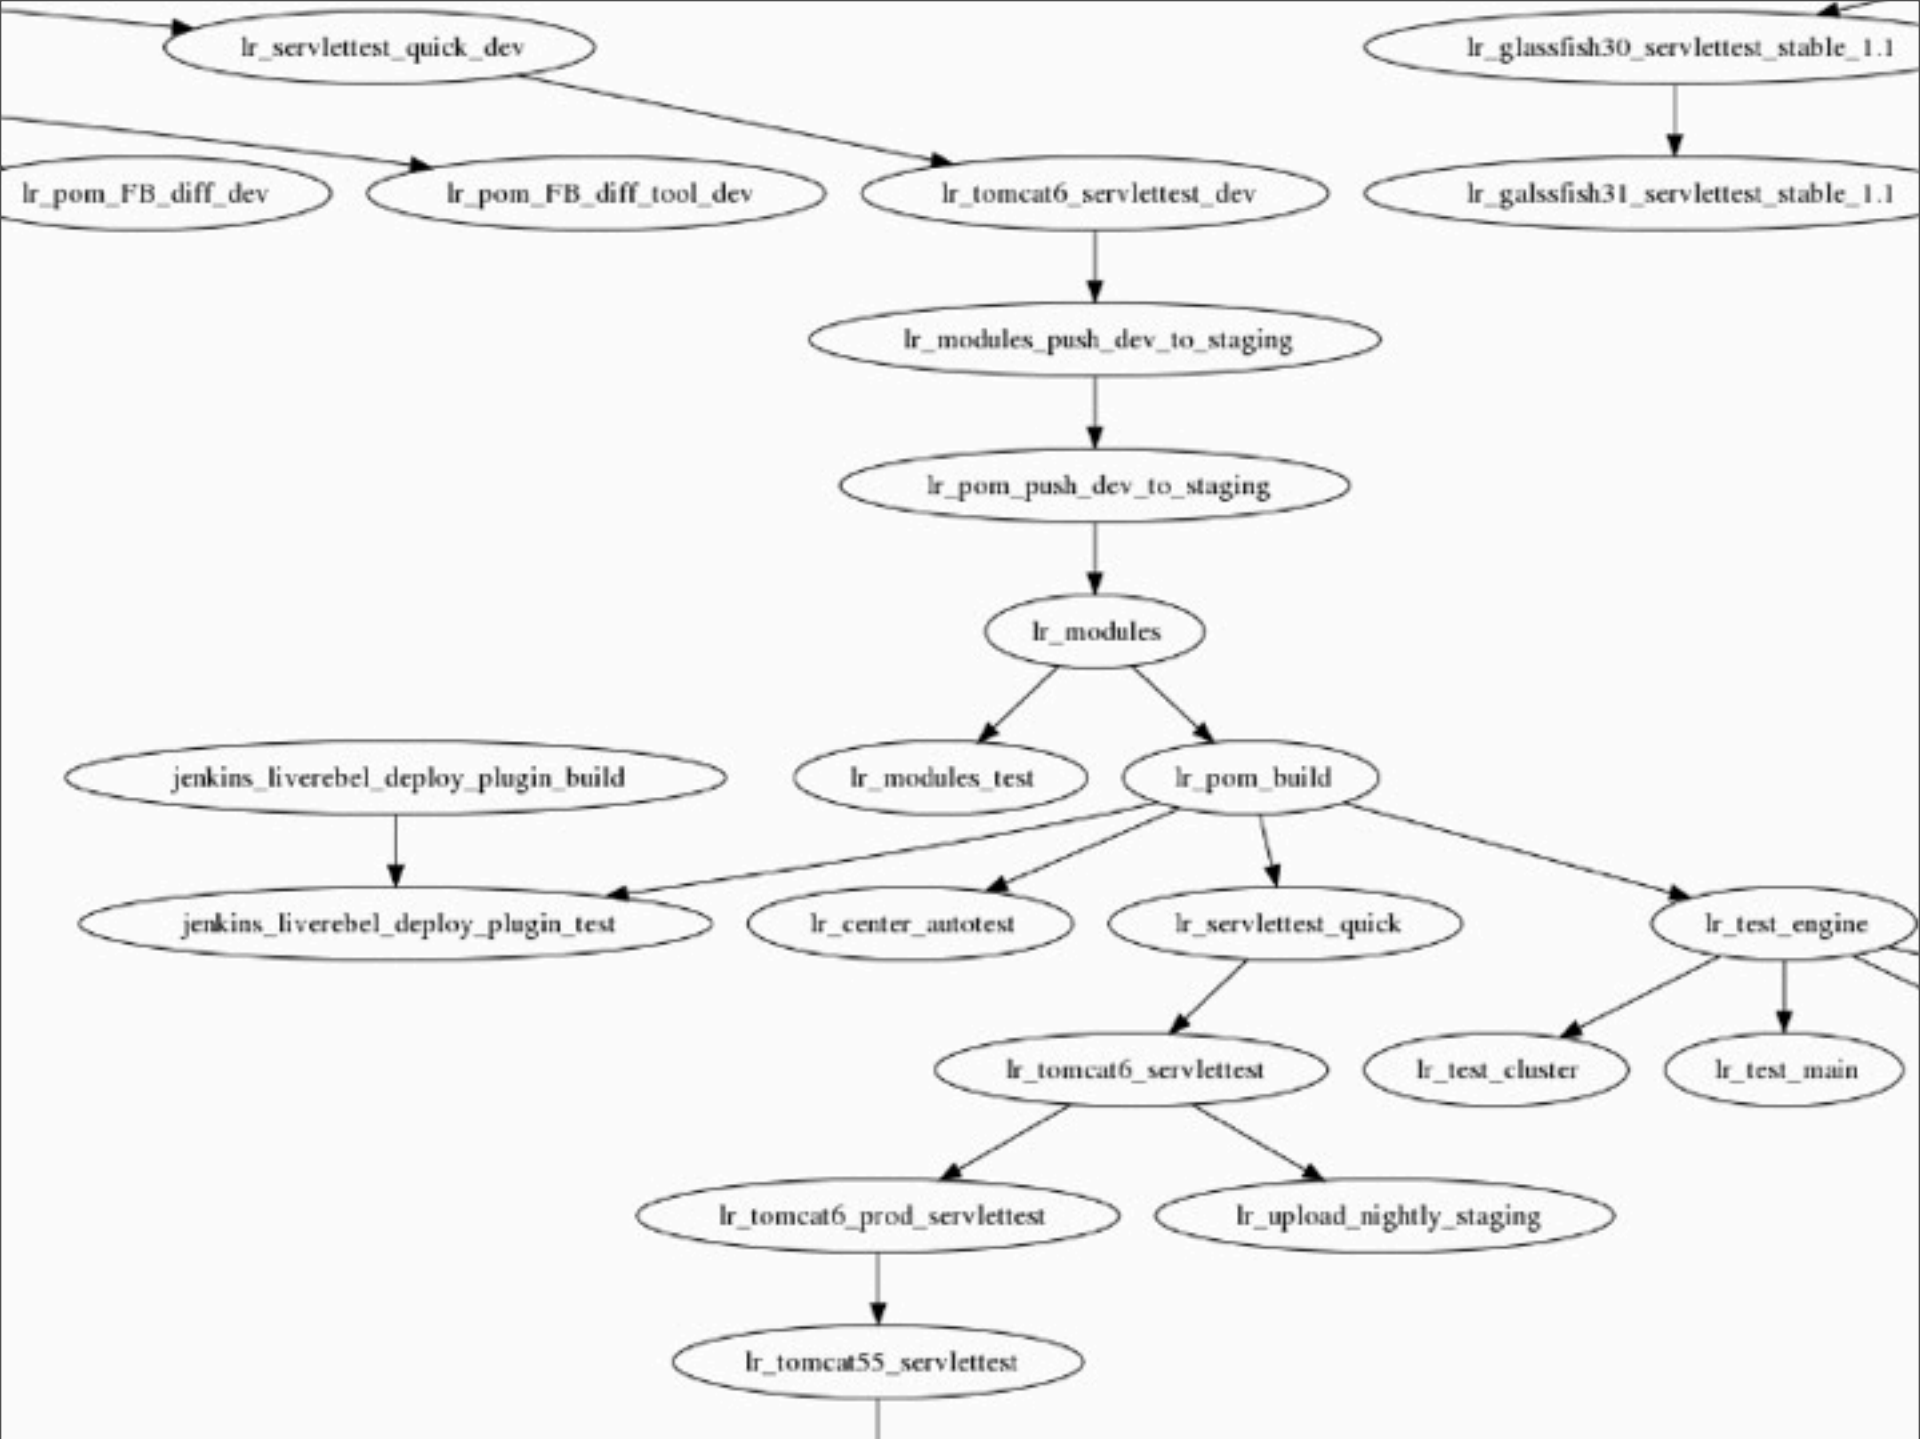 lr_servlettest_quick_dev
lr_glassfish30_servlettest_stable_1.1
lr_pom_FB_diff_dev
lr_pom_FB_diff_tool_dev
lr_tomcat6_servlettest_dev
lr_galssfish31_servlettest_stable_1.1
lr_modules_push_dev_to_staging
lr_pom_push_dev_to_staging
lr_modules
jenkins_liverebel_deploy_plugin_build
lr_modules_test
lr_pom_build
jenkins_liverebel_deploy_plugin_test
lr_center_autotest
lr_servlettest_quick
lr_test_engine
lr_tomcat6_servlettest
lr_test_cluster
lr_test_main
lr_tomcat6_prod_servlettest
lr_upload_nightly_staging
lr_tomcat55_servlettest